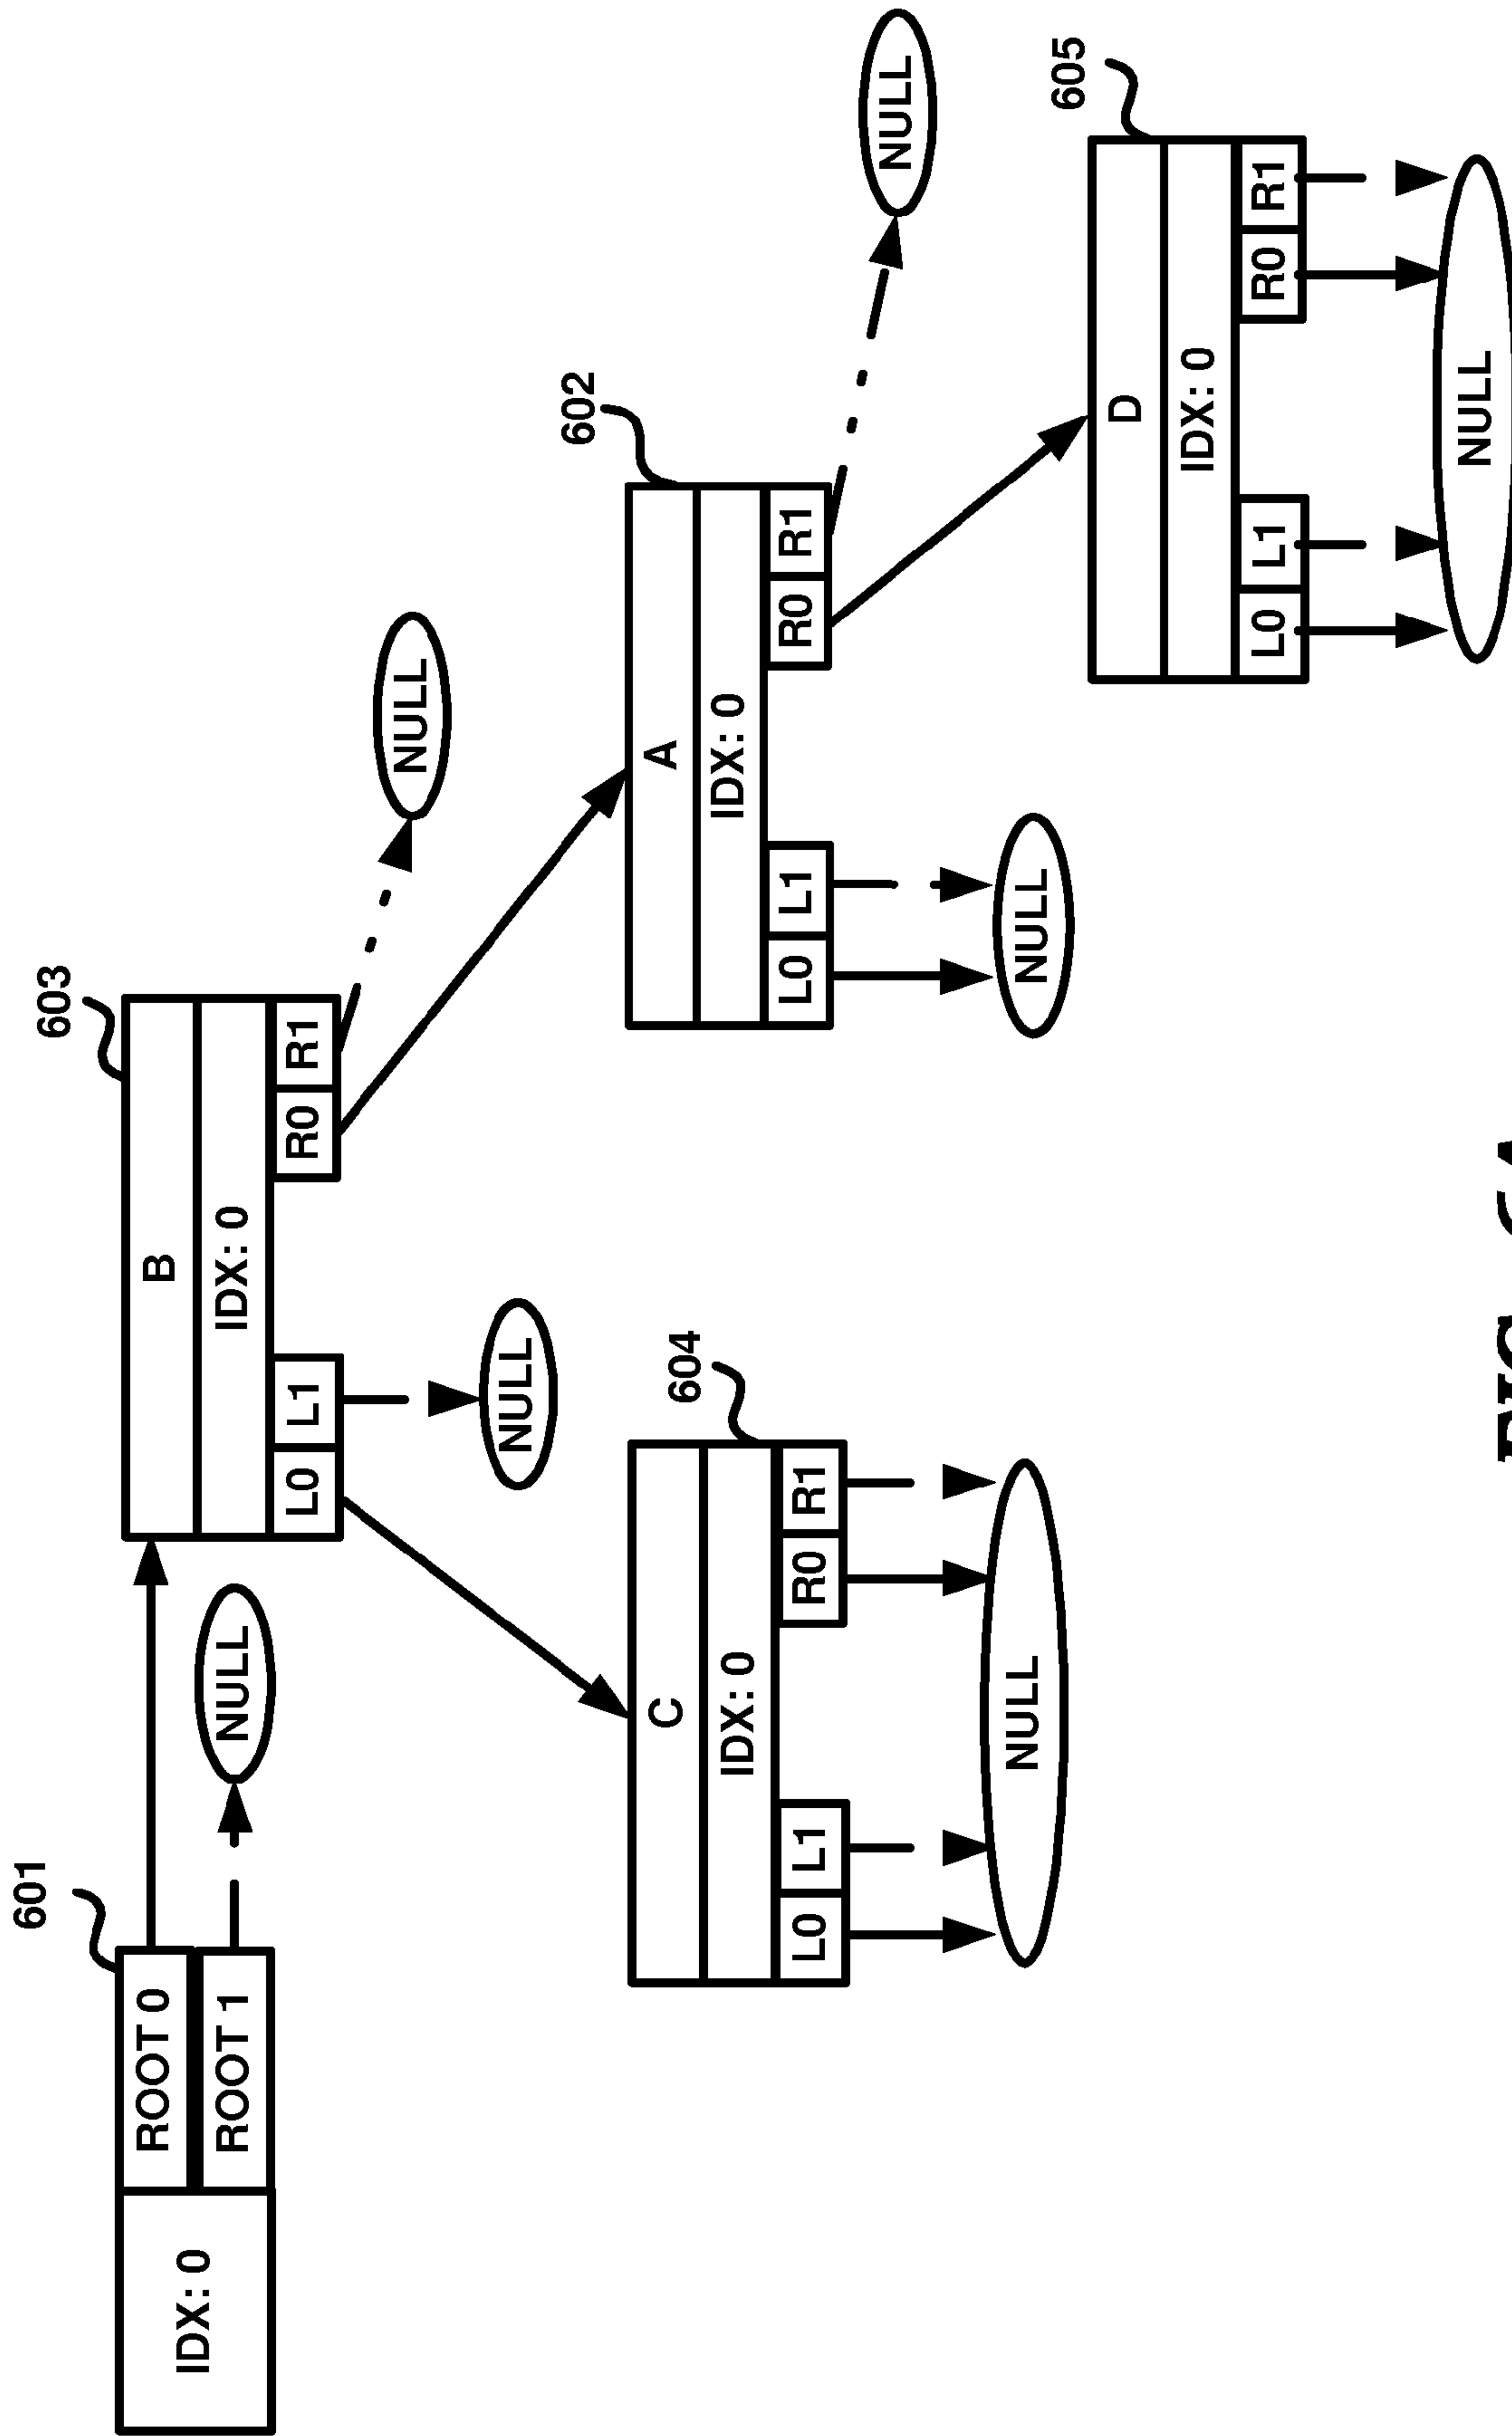 601
603
ROOT 0
B
IDX: 0
ROOT 1
NULL
IDX: 0
L0 L1 R0 R1
NULL
NULL
602
604
C
A
IDX: 0
IDX: 0
L0 L1 R0 R1
L0 L1 R0 R1
NULL
NULL
NULL
605
D
IDX: 0
L0 L1 R0 R1
NULL